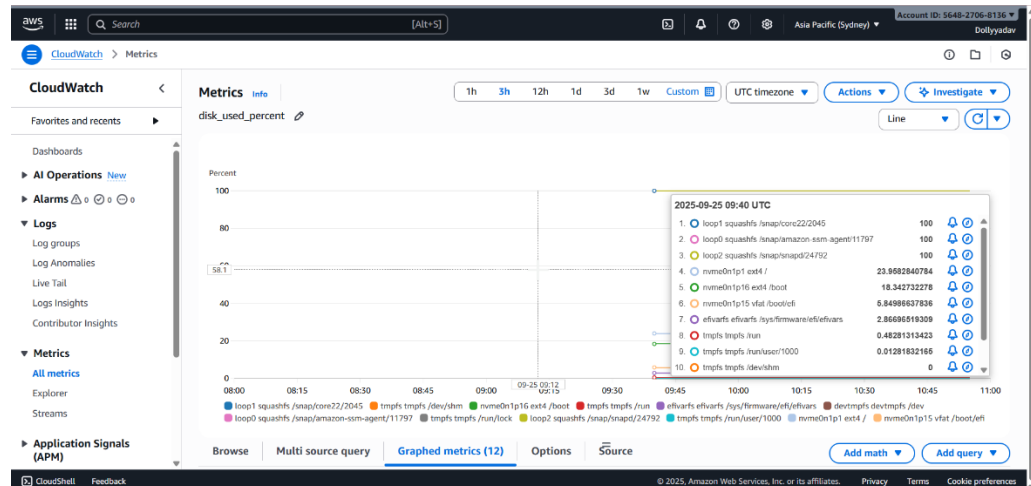 aws Search [Alt+S] Asia Pacific (Sydney) Account ID: 5648-2706-8136
Dollyyadav
CloudWatch > Metrics
CloudWatch
Favorites and recents
Dashboards
AI Operations New
Alarms 0 0 0
Logs
Log groups
Log Anomalies
Live Tail
Logs Insights
Contributor Insights
Metrics
All metrics
Explorer
Streams
Application Signals
(APM)
Metrics Info
1h 3h 12h 1d 3d 1w Custom UTC timezone Actions Investigate
disk_used_percent
Line
Percent
100
80
60
58.1
40
20
0
08:00 08:15 08:30 08:45 09:00 09:15 09:30 09:45 10:00 10:15 10:30 10:45 11:00
09-25 09:12
2025-09-25 09:40 UTC
1. loop1 squashfs /snap/core22/2045 100
2. loop0 squashfs /snap/amazon-ssm-agent/11797 100
3. loop2 squashfs /snap/snapd/24792 100
4. nvme0n1p1 ext4 / 23.9582840784
5. nvme0n1p16 ext4 /boot 18.342732278
6. nvme0n1p15 vfat /boot/efi 5.84986637836
7. efivarfs efivarfs /sys/firmware/efi/efivars 2.86696519309
8. tmpfs tmpfs /run 0.48281313423
9. tmpfs tmpfs /run/user/1000 0.01281832165
10. tmpfs tmpfs /dev/shm 0
loop1 squashfs /snap/core22/2045 tmpfs tmpfs /dev/shm nvme0n1p16 ext4 /boot tmpfs tmpfs /run efivarfs efivarfs /sys/firmware/efi/efivars devtmpfs devtmpfs /dev
loop0 squashfs /snap/amazon-ssm-agent/11797 tmpfs tmpfs /run/lock loop2 squashfs /snap/snapd/24792 tmpfs tmpfs /run/user/1000 nvme0n1p1 ext4 / nvme0n1p15 vfat /boot/efi
Browse Multi source query Graphed metrics (12) Options Source Add math Add query
CloudShell Feedback © 2025, Amazon Web Services, Inc. or its affiliates. Privacy Terms Cookie preferences